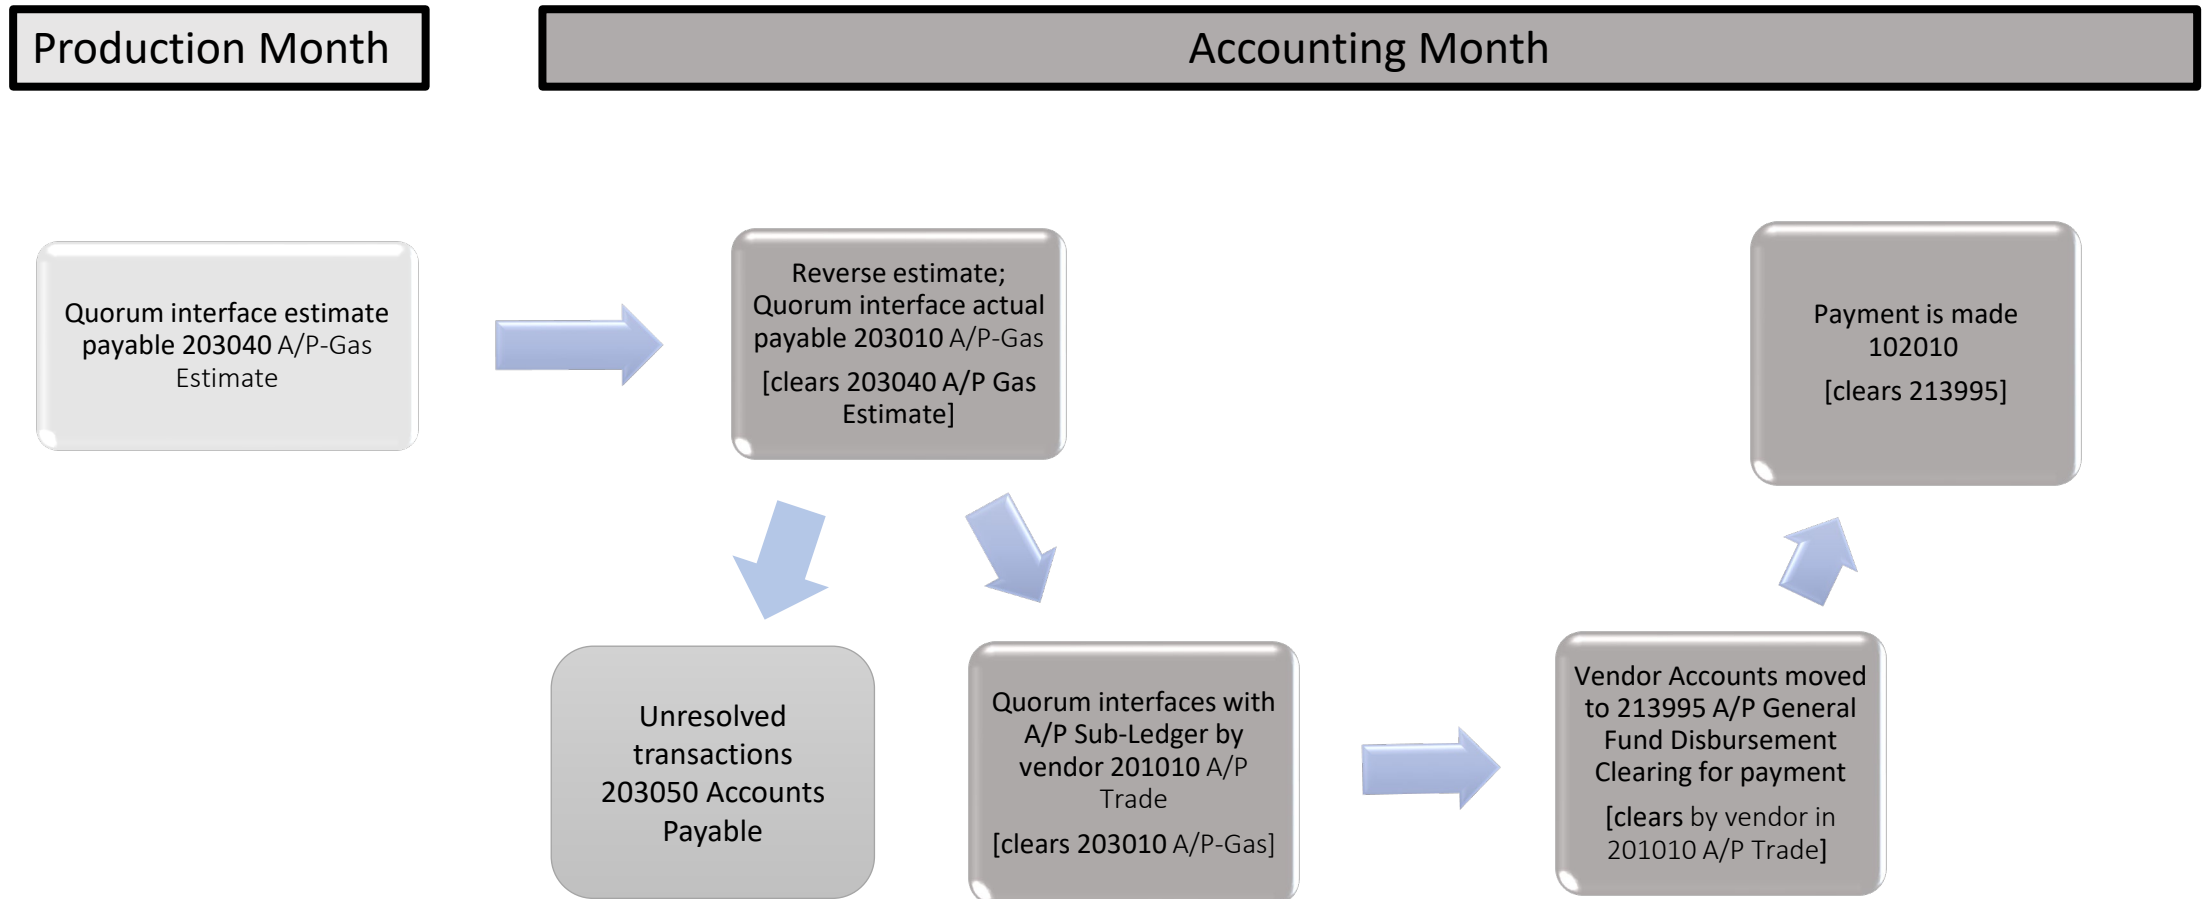 Production Month
Accounting Month
Quorum interface estimate
payable 203040 A/P-Gas
Estimate
Reverse estimate;
Quorum interface actual
payable 203010 A/P-Gas
[clears 203040 A/P Gas
Estimate]
Payment is made
102010
[clears 213995]
Unresolved
transactions
203050 Accounts
Payable
Quorum interfaces with
A/P Sub-Ledger by
vendor 201010 A/P
Trade
[clears 203010 A/P-Gas]
Vendor Accounts moved
to 213995 A/P General
Fund Disbursement
Clearing for payment
[clears by vendor in
201010 A/P Trade]